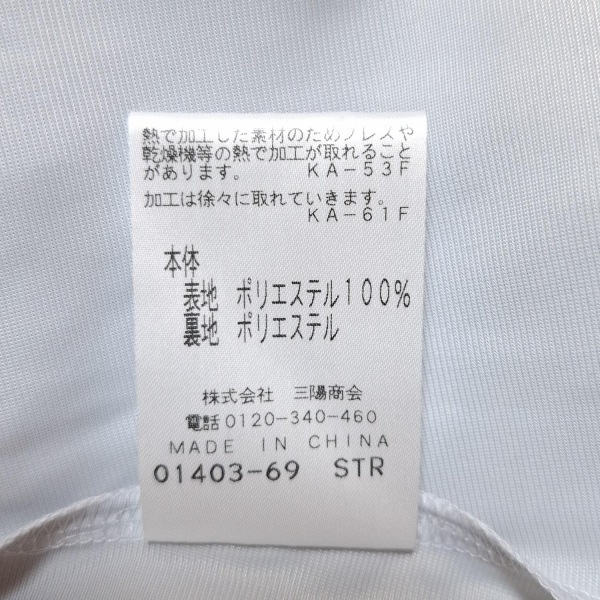 熱で加工した素材のためプレスや
乾燥機等の熱で加工が取れること
があります。 KA-53F
加工は徐々に取れていきます。
KA-61F
本体
表地 ポリエステル100%
裏地 ポリエステル
株式会社 三陽商会
電話0120-340-460
MADE IN CHINA
01403-69 STR